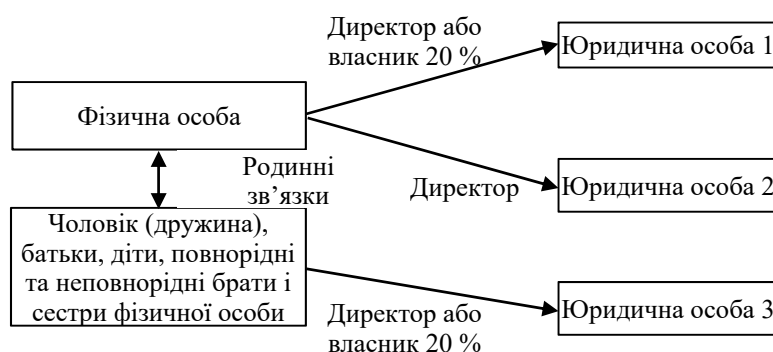 Директор або
власник 20 %
Юридична особа 1
Фізична особа
Родинні
зв’язки
Директор
Юридична особа 2
Чоловік (дружина),
батьки, діти, повнорідні
та неповнорідні брати і
сестри фізичної особи
Директор або
власник 20 %
Юридична особа 3